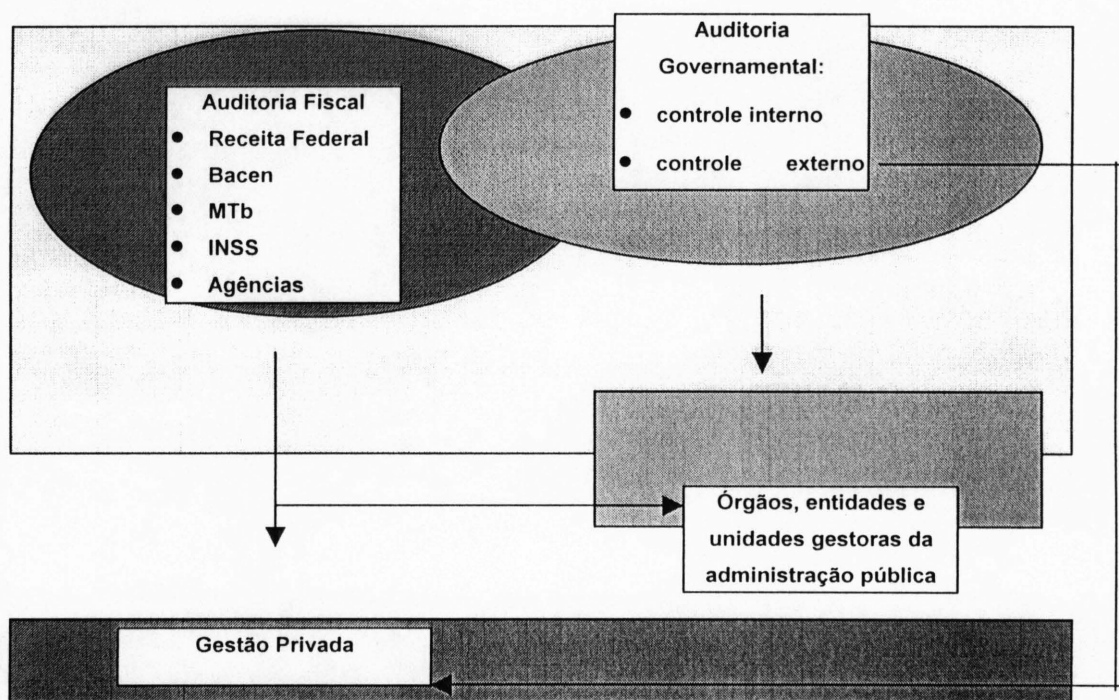 Auditoria Fiscal
• Receita Federal
• Bacen
• MTb
• INSS
• Agências
Auditoria
Governamental:
• controle interno
• controle externo
Órgãos, entidades e
unidades gestoras da
administração pública
Gestão Privada